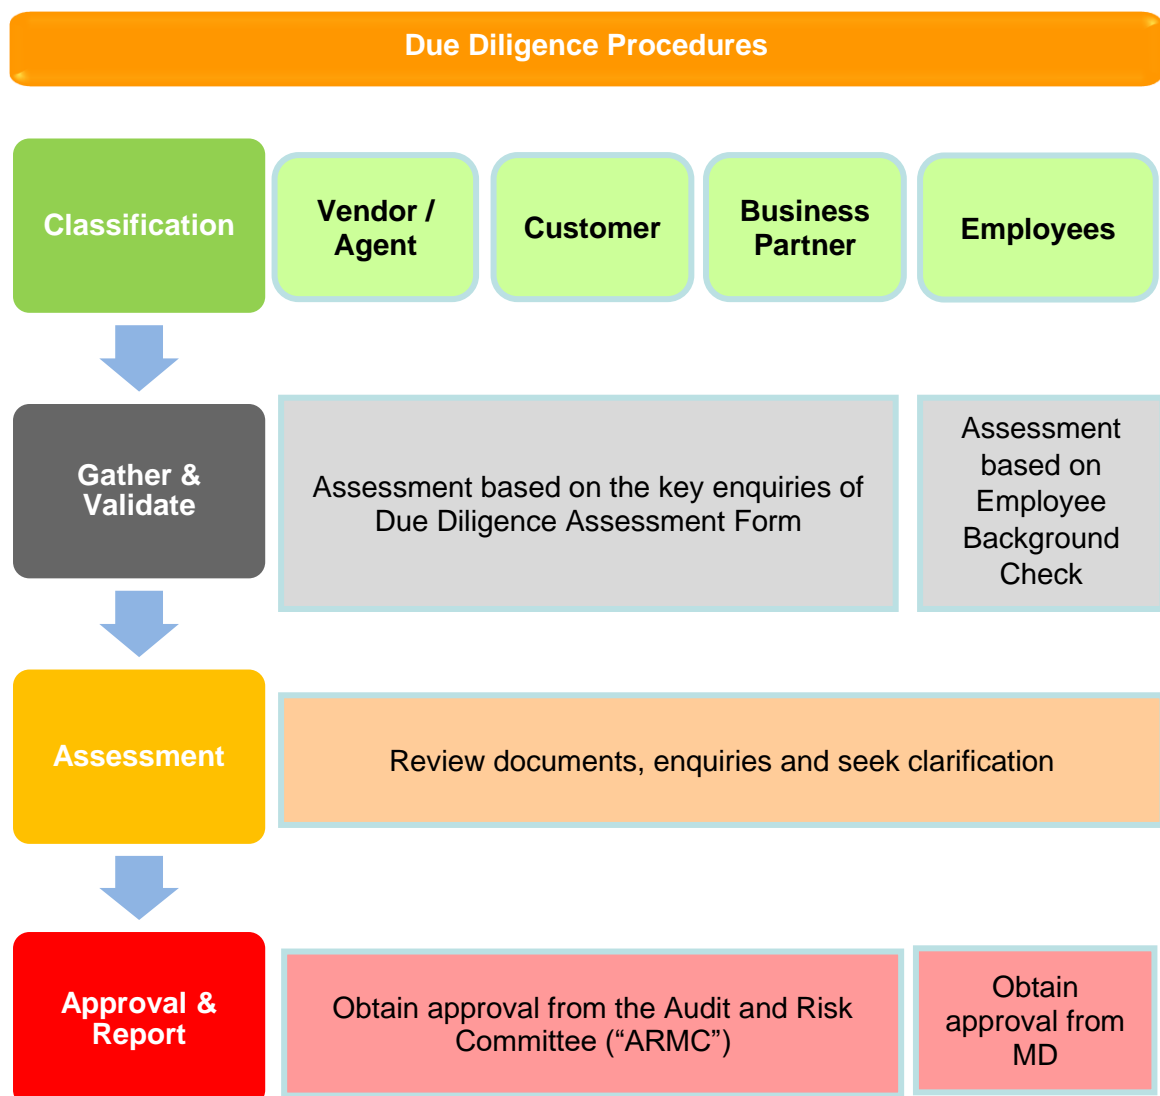 Due Diligence Procedures
Classification
Vendor /
Agent
Customer
Business
Partner
Employees
Gather &
Validate
Assessment based on the key enquiries of
Due Diligence Assessment Form
Assessment
based on
Employee
Background
Check
Assessment
Review documents, enquiries and seek clarification
Approval &
Report
Obtain approval from the Audit and Risk
Committee (“ARMC”)
Obtain
approval from
MD